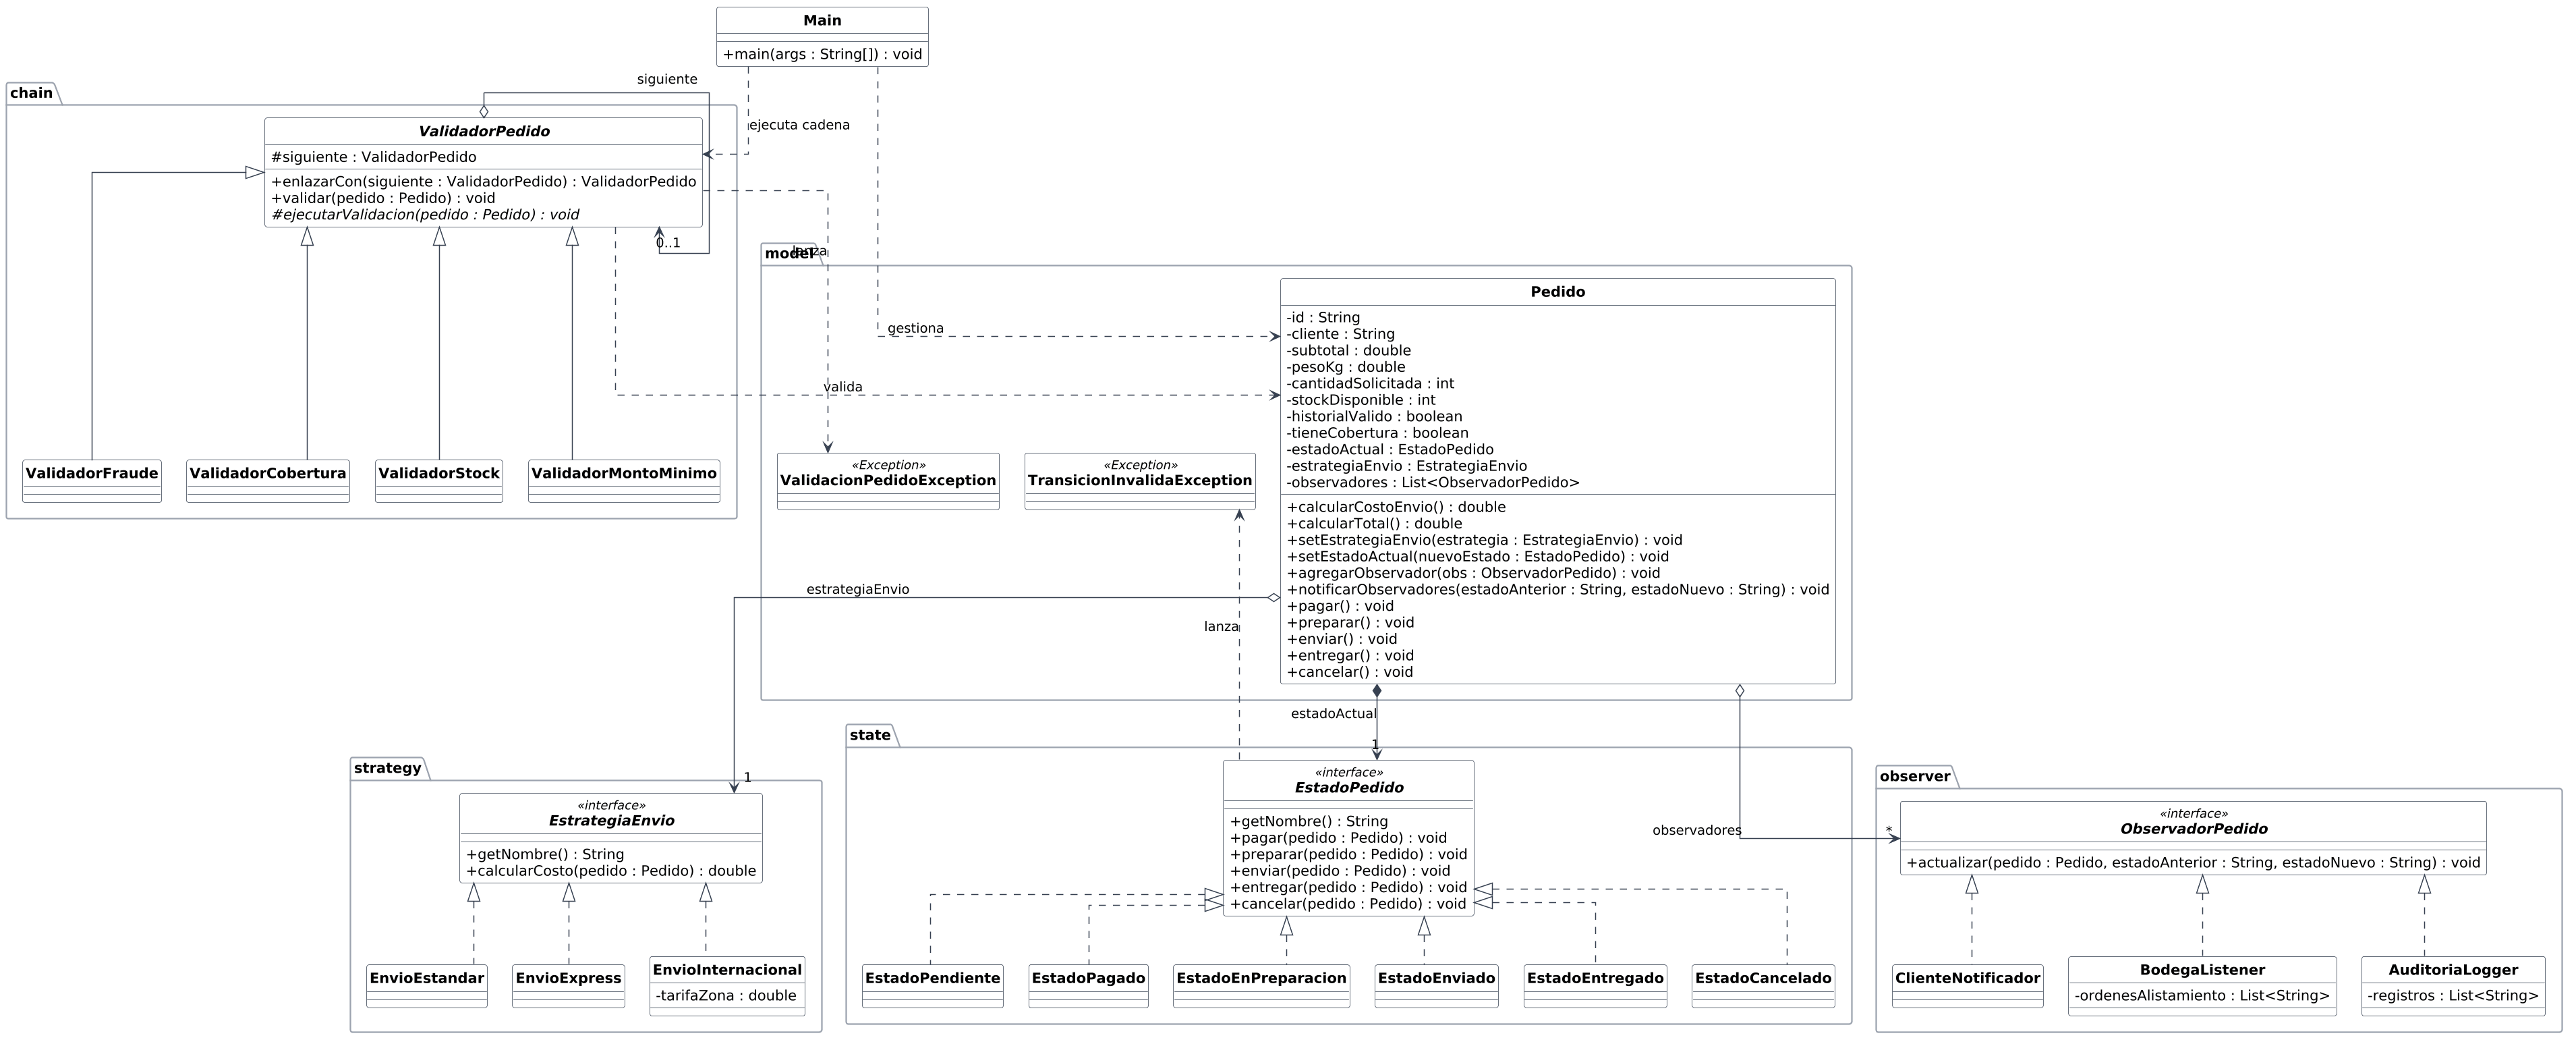 Main
+main(args : String[]) : void
siguiente
chain
ejecuta cadena
ValidadorPedido
#siguiente : ValidadorPedido
+enlazarCon(siguiente : ValidadorPedido) : ValidadorPedido
+validar(pedido : Pedido) : void
#ejecutarValidacion(pedido : Pedido) : void
0..1
lanza
model
gestiona
valida
ValidadorFraude
ValidadorCobertura
ValidadorStock
ValidadorMontoMinimo
«Exception»
ValidacionPedidoException
«Exception»
TransicionInvalidaException
Pedido
-id : String
-cliente : String
-subtotal : double
-pesoKg : double
-cantidadSolicitada : int
-stockDisponible : int
-historialValido : boolean
-tieneCobertura : boolean
-estadoActual : EstadoPedido
-estrategiaEnvio : EstrategiaEnvio
-observadores : List<ObservadorPedido>
+calcularCostoEnvio() : double
+calcularTotal() : double
+setEstrategiaEnvio(estrategia : EstrategiaEnvio) : void
+setEstadoActual(nuevoEstado : EstadoPedido) : void
+agregarObservador(obs : ObservadorPedido) : void
+notificarObservadores(estadoAnterior : String, estadoNuevo : String) : void
+pagar() : void
+preparar() : void
+enviar() : void
+entregar() : void
+cancelar() : void
estrategiaEnvio
lanza
estadoActual
1
1
observadores
*
strategy
«interface»
EstrategiaEnvio
+getNombre() : String
+calcularCosto(pedido : Pedido) : double
EnvioEstandar
EnvioExpress
EnvioInternacional
-tarifaZona : double
state
«interface»
EstadoPedido
+getNombre() : String
+pagar(pedido : Pedido) : void
+preparar(pedido : Pedido) : void
+enviar(pedido : Pedido) : void
+entregar(pedido : Pedido) : void
+cancelar(pedido : Pedido) : void
EstadoPendiente
EstadoPagado
EstadoEnPreparacion
EstadoEnviado
EstadoEntregado
EstadoCancelado
observer
«interface»
ObservadorPedido
+actualizar(pedido : Pedido, estadoAnterior : String, estadoNuevo : String) : void
ClienteNotificador
BodegaListener
-ordenesAlistamiento : List<String>
AuditoriaLogger
-registros : List<String>